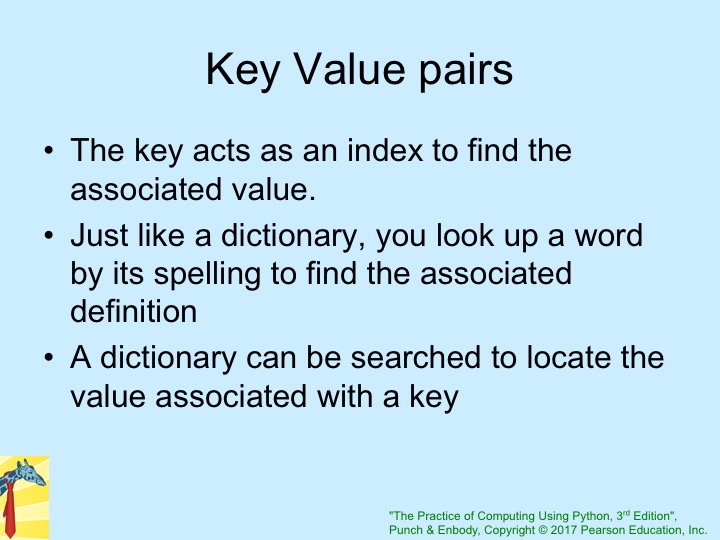 Key Value pairs
• The key acts as an index to find the
associated value.
• Just like a dictionary, you look up a word
by its spelling to find the associated
definition
• A dictionary can be searched to locate the
value associated with a key
"The Practice of Computing Using Python, 3rd Edition",
Punch & Enbody, Copyright © 2017 Pearson Education, Inc.